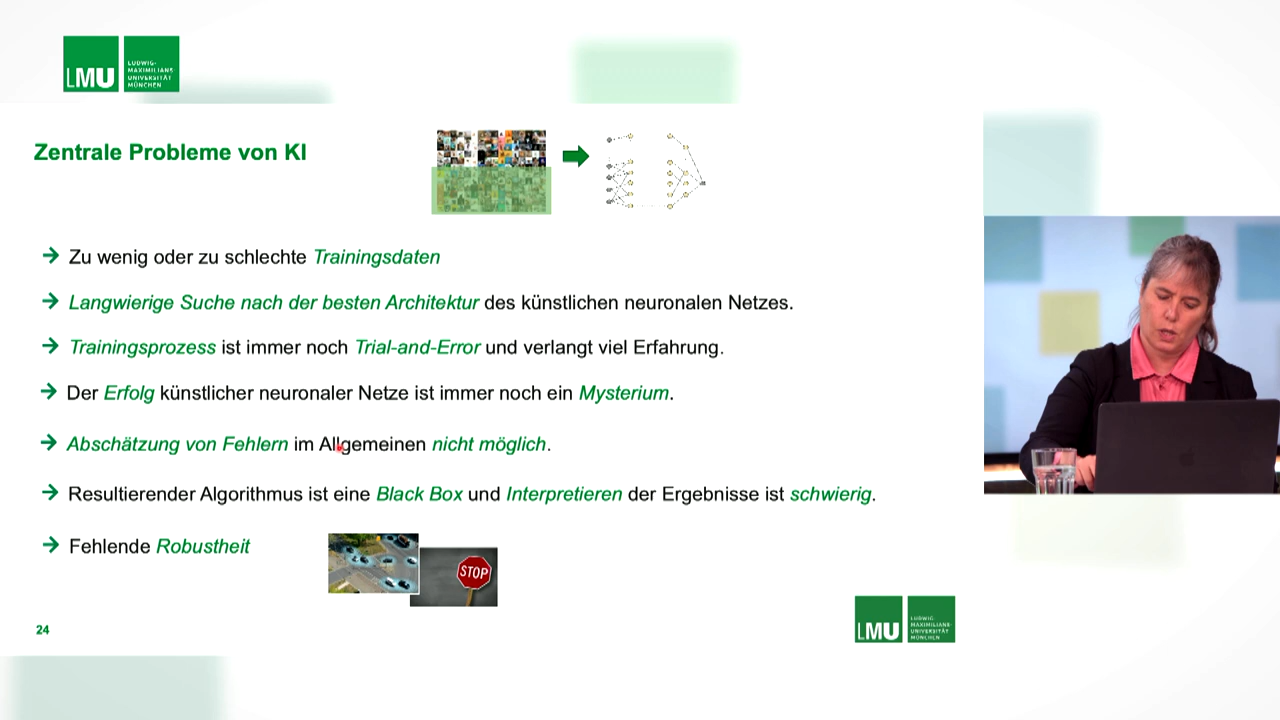 LMU
LUDWIG-
MAXIMILIANS-
UNIVERSITÄT
MÜNCHEN
Zentrale Probleme von KI
Zu wenig oder zu schlechte Trainingsdaten
Langwierige Suche nach der besten Architektur des künstlichen neuronalen Netzes.
Trainingsprozess ist immer noch Trial-and-Error und verlangt viel Erfahrung.
Der Erfolg künstlicher neuronaler Netze ist immer noch ein Mysterium.
Abschätzung von Fehlern im Allgemeinen nicht möglich.
Resultierender Algorithmus ist eine Black Box und Interpretieren der Ergebnisse ist schwierig.
Fehlende Robustheit
STOP
24
LMU
LUDWIG-
MAXIMILIANS-
UNIVERSITÄT
MÜNCHEN